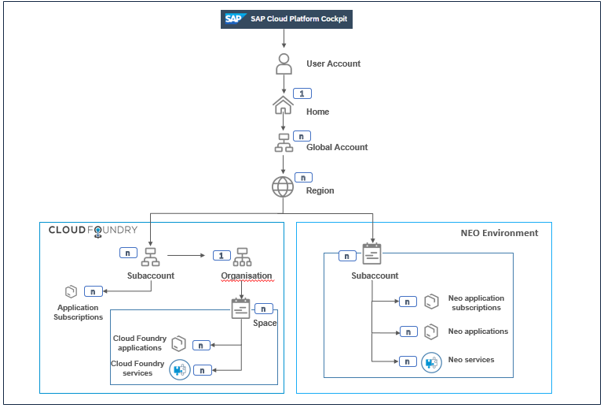 SAP SAP Cloud Platform Cockpit
User Account
1
Home
n
Global Account
n
Region
CLOUD FOUNDRY
NEO Environment
n
1
n
Subaccount
Organisation
Subaccount
n
Application
Subscriptions
n
Space
n
Neo application
subscriptions
Cloud Foundry
applications
n
n
Neo applications
Cloud Foundry
services
n
n
Neo services